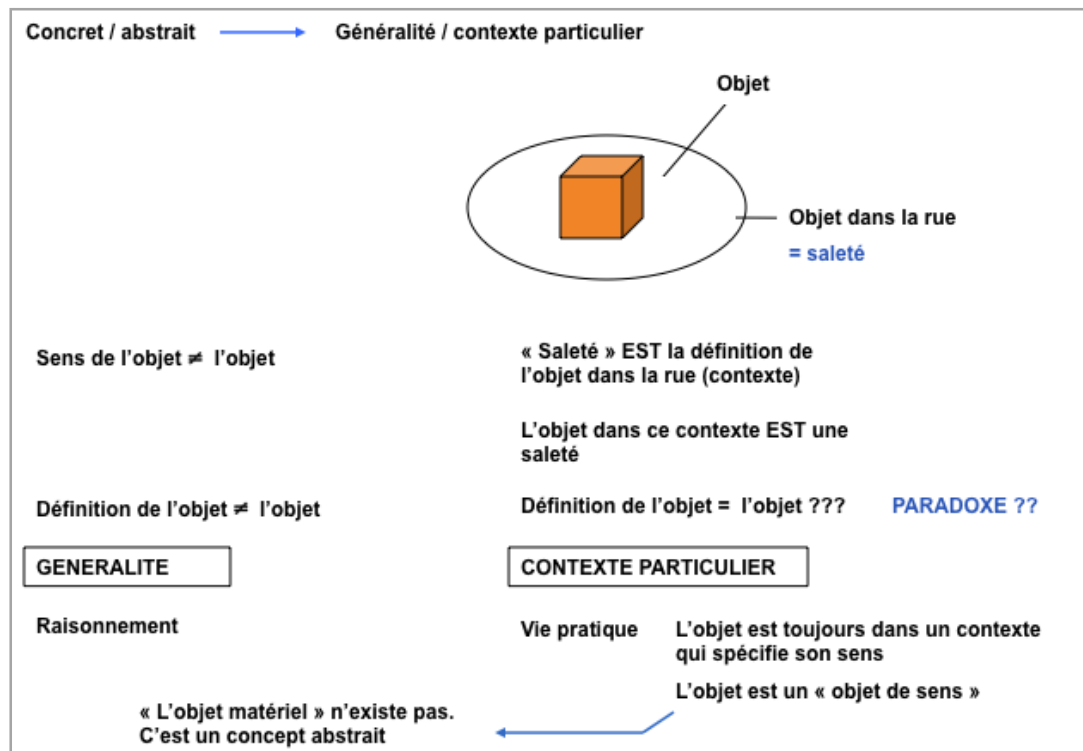 Concret / abstrait
Généralité / contexte particulier
Objet
Objet dans la rue
= saleté
Sens de l'objet ≠ l'objet
« Saleté » EST la définition de
l'objet dans la rue (contexte)
L'objet dans ce contexte EST une
saleté
Définition de l'objet ≠ l'objet
Définition de l'objet = l'objet ???
PARADOXE ??
GENERALITE
CONTEXTE PARTICULIER
Raisonnement
Vie pratique
L'objet est toujours dans un contexte
qui spécifie son sens
L'objet est un « objet de sens »
« L'objet matériel » n'existe pas.
C'est un concept abstrait